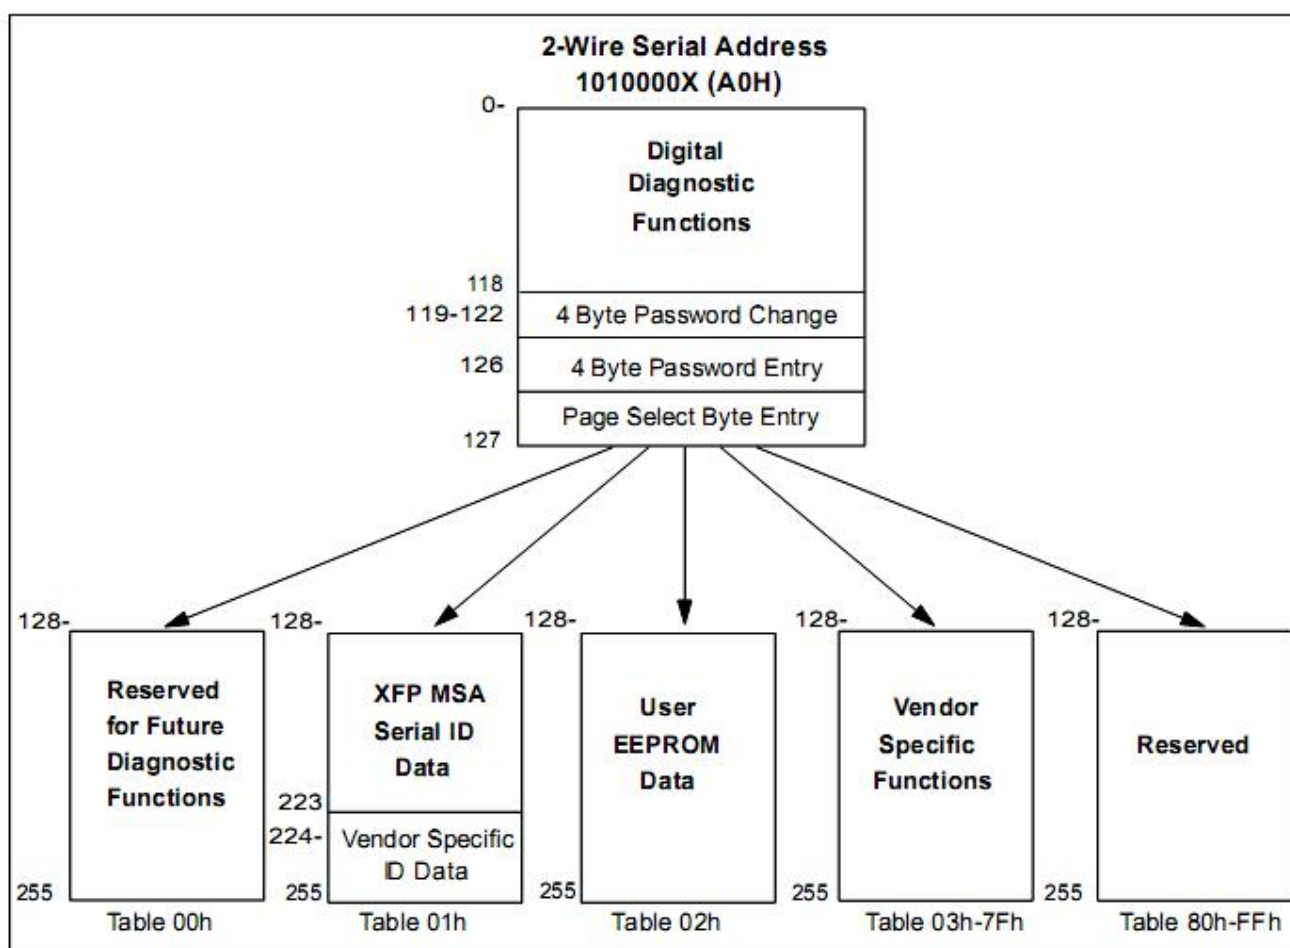 2-Wire Serial Address
1010000X (A0H)
0-
Digital
Diagnostic
Functions
118
119-122
4 Byte Password Change
126
4 Byte Password Entry
Page Select Byte Entry
127
128-
Reserved
for Future
Diagnostic
Functions
255
Table 00h
128-
XFP MSA
Serial ID
Data
223
224-
Vendor Specific
ID Data
255
Table 01h
128-
User
EEPROM
Data
255
Table 02h
128-
Vendor
Specific
Functions
255
Table 03h-7Fh
128-
Reserved
255
Table 80h-FFh